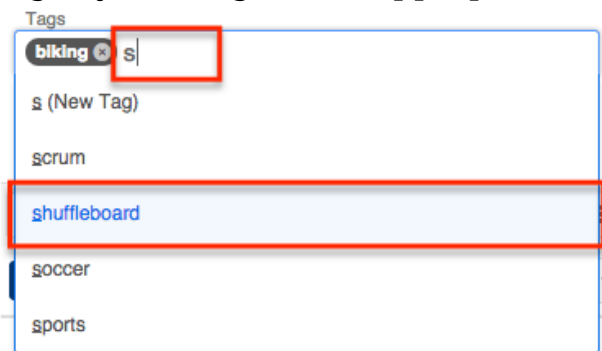 Tags
biking s
s (New Tag)
scrum
shuffleboard
soccer
sports